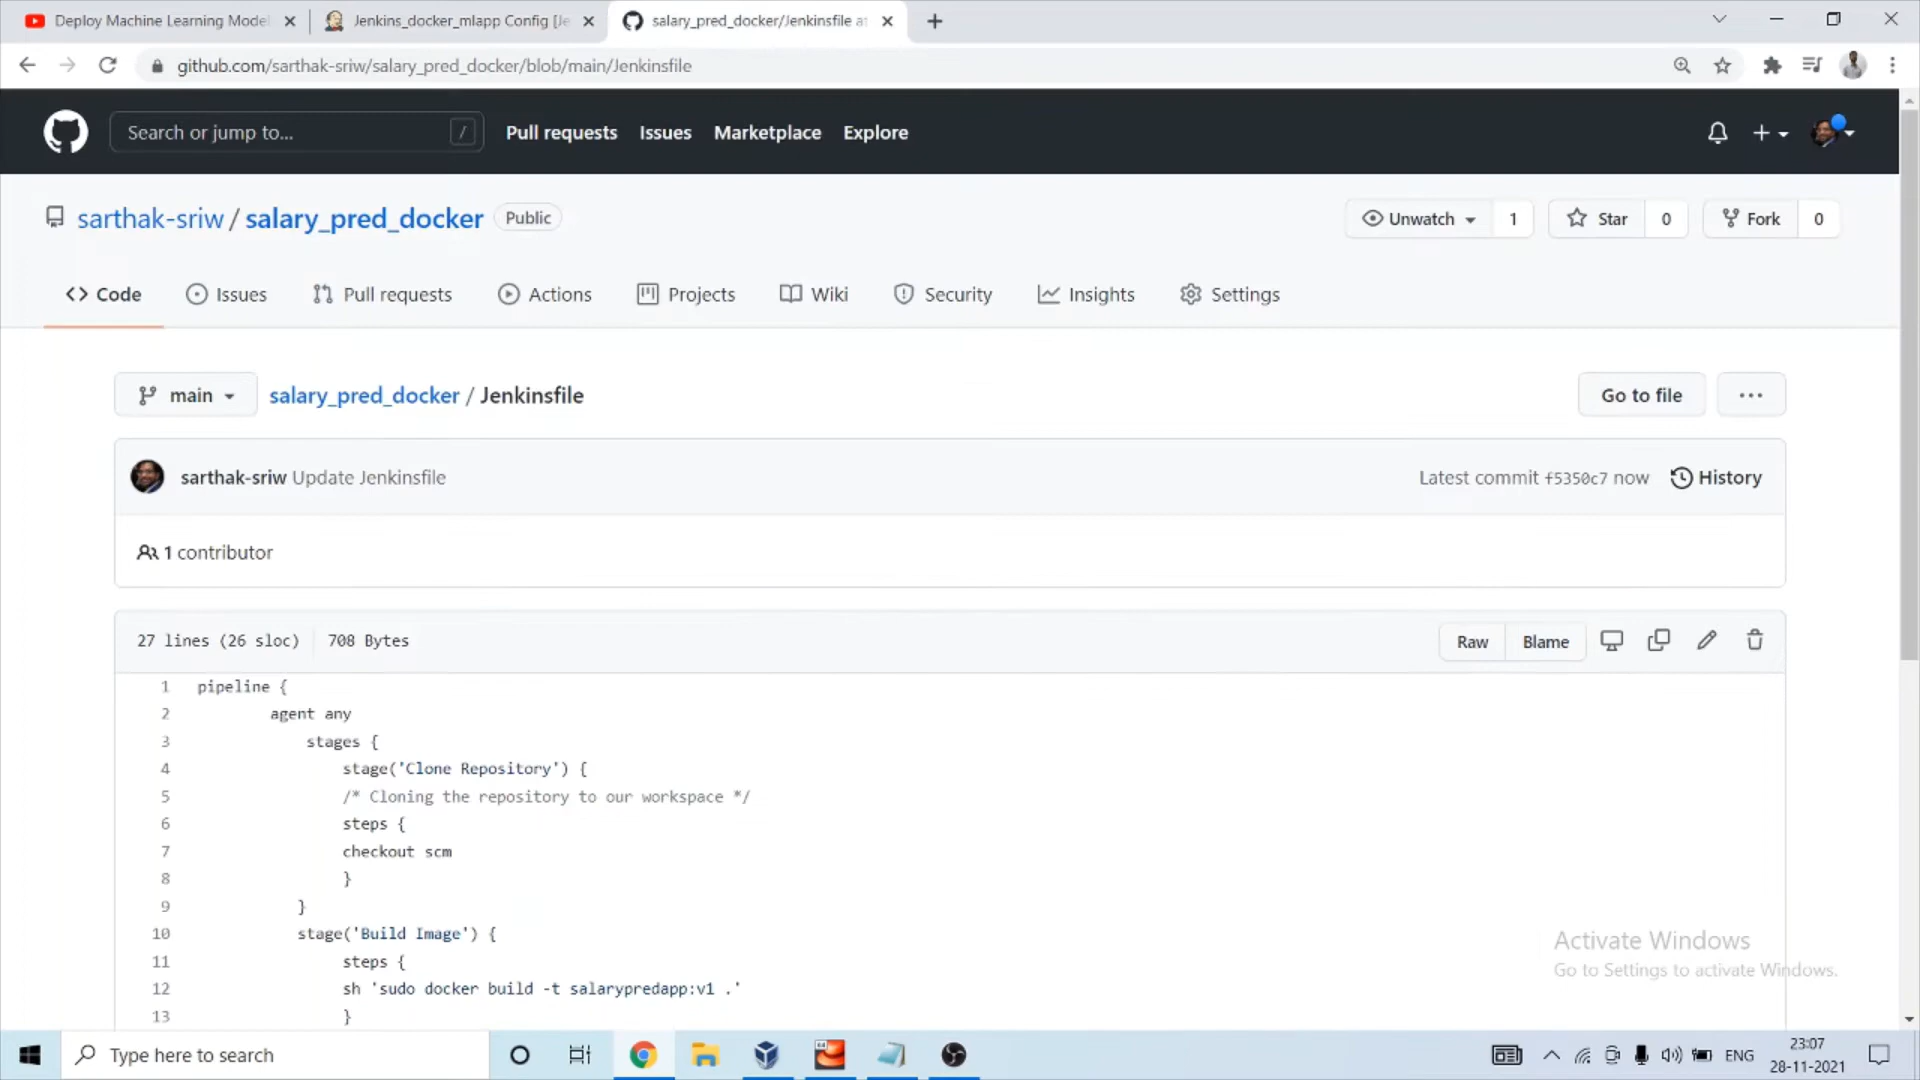 Deploy Machine Learning Model
Jenkins_docker_mlapp Config [Je
salary_pred_docker/Jenkinsfile at
github.com/sarthak-sriw/salary_pred_docker/blob/main/Jenkinsfile
Search or jump to... /
Pull requests Issues Marketplace Explore
sarthak-sriw / salary_pred_docker Public
Unwatch 1 Star 0 Fork 0
Code Issues Pull requests Actions Projects Wiki Security Insights Settings
main salary_pred_docker / Jenkinsfile Go to file
sarthak-sriw Update Jenkinsfile Latest commit f5350c7 now History
1 contributor
27 lines (26 sloc) 708 Bytes Raw Blame
1 pipeline {
2 agent any
3 stages {
4 stage('Clone Repository') {
5 /* Cloning the repository to our workspace */
6 steps {
7 checkout scm
8 }
9 }
10 stage('Build Image') {
11 steps {
12 sh 'sudo docker build -t salarypredapp:v1 .'
13 }
Activate Windows
Go to Settings to activate Windows.
Type here to search
ENG
23:07
28-11-2021